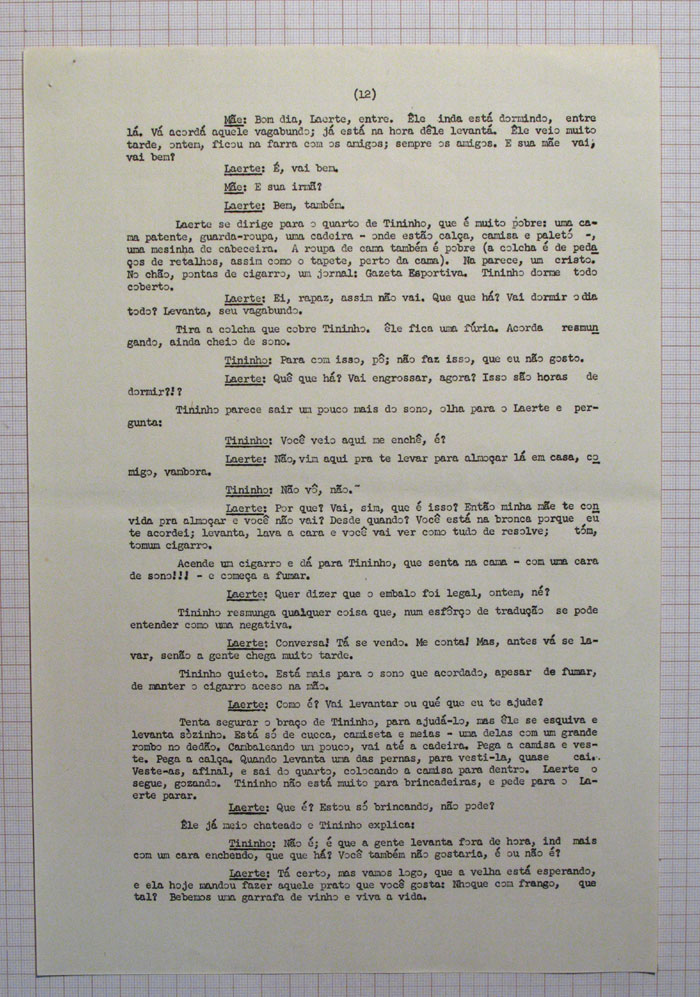 (12)
Mãe: Bom dia, Laerte, entre. Êle inda está dormindo, entre
lá. Vá acordá aquele vagabundo; já está na hora dêle levantá. Êle veio muito
tarde, ontem, ficou na farra com os amigos; sempre os amigos. E sua mãe vai,
vai bem?
Laerte: É, vai bem.
Mãe: E sua irmã?
Laerte: Bem, também.
Laerte se dirige para o quarto de Tininho, que é muito pobre: uma ca-
ma patente, guarda-roupa, uma cadeira - onde estão calça, camisa e paletó -,
uma mesinha de cabeceira. A roupa de cama também é pobre (a colcha é de peda
ços de retalhos, assim como o tapete, perto da cama). Na parece, um cristo.
No chão, pontas de cigarro, um jornal: Gazeta Esportiva. Tininho dorme todo
coberto.
Laerte: Ei, rapaz, assim não vai. Que que há? Vai dormir o dia
todo? Levanta, seu vagabundo.
Tira a colcha que cobre Tininho. êle fica uma fúria. Acorda resmun
gando, ainda cheio de sono.
Tininho: Para com isso, pô; não faz isso, que eu não gosto.
Laerte: Quê que há? Vai engrossar, agora? Isso são horas de
dormir?!?
Tininho parece sair um pouco mais do sono, olha para o Laerte e per-
gunta:
Tininho: Você veio aqui me enchê, é?
Laerte: Não, vim aqui pra te levar para almoçar lá em casa, co
migo, vambora.
Tininho: Não vô, não.~
Laerte: Por que? Vai, sim, que é isso? Então minha mãe te con
vida pra almoçar e você não vai? Desde quando? Você está na bronca porque eu
te acordei; levanta, lava a cara e você vai ver como tudo de resolve; tóm,
tomum cigarro.
Acende um cigarro e dá para Tininho, que senta na cama - com uma cara
de sono!!! - e começa a fumar.
Laerte: Quer dizer que o embalo foi legal, ontem, né?
Tininho resmunga qualquer coisa que, num esfôrço de tradução se pode
entender como uma negativa.
Laerte: Conversa! Tá se vendo. Me conta! Mas, antes vá se la-
var, senão a gente chega muito tarde.
Tininho quieto. Está mais para o sono que acordado, apesar de fumar,
de manter o cigarro aceso na mão.
Laerte: Como é? Vai levantar ou qué que eu te ajude?
Tenta segurar o braço de Tininho, para ajudá-lo, mas êle se esquiva e
levanta sòzinho. Está só de cueca, camiseta e meias - uma delas com um grande
rombo no dedão. Cambaleando um pouco, vai até a cadeira. Pega a camisa e ves-
te. Pega a calça. Quando levanta uma das pernas, para vestí-la, quase cai..
Veste-as, afinal, e sai do quarto, colocando a camisa para dentro. Laerte o
segue, gozando. Tininho não está muito para brincadeiras, e pede para o La-
erte parar.
Laerte: Que é? Estou só brincando, não pode?
Êle já meio chateado e Tininho explica:
Tininho: Não é; é que a gente levanta fora de hora, ind mais
com um cara enchendo, que que há? Você também não gostaria, é ou não é?
Laerte: Tá certo, mas vamos logo, que a velha está esperando,
e ela hoje mandou fazer aquele prato que você gosta: Nhoque com frango, que
tal? Bebemos uma garrafa de vinho e viva a vida.